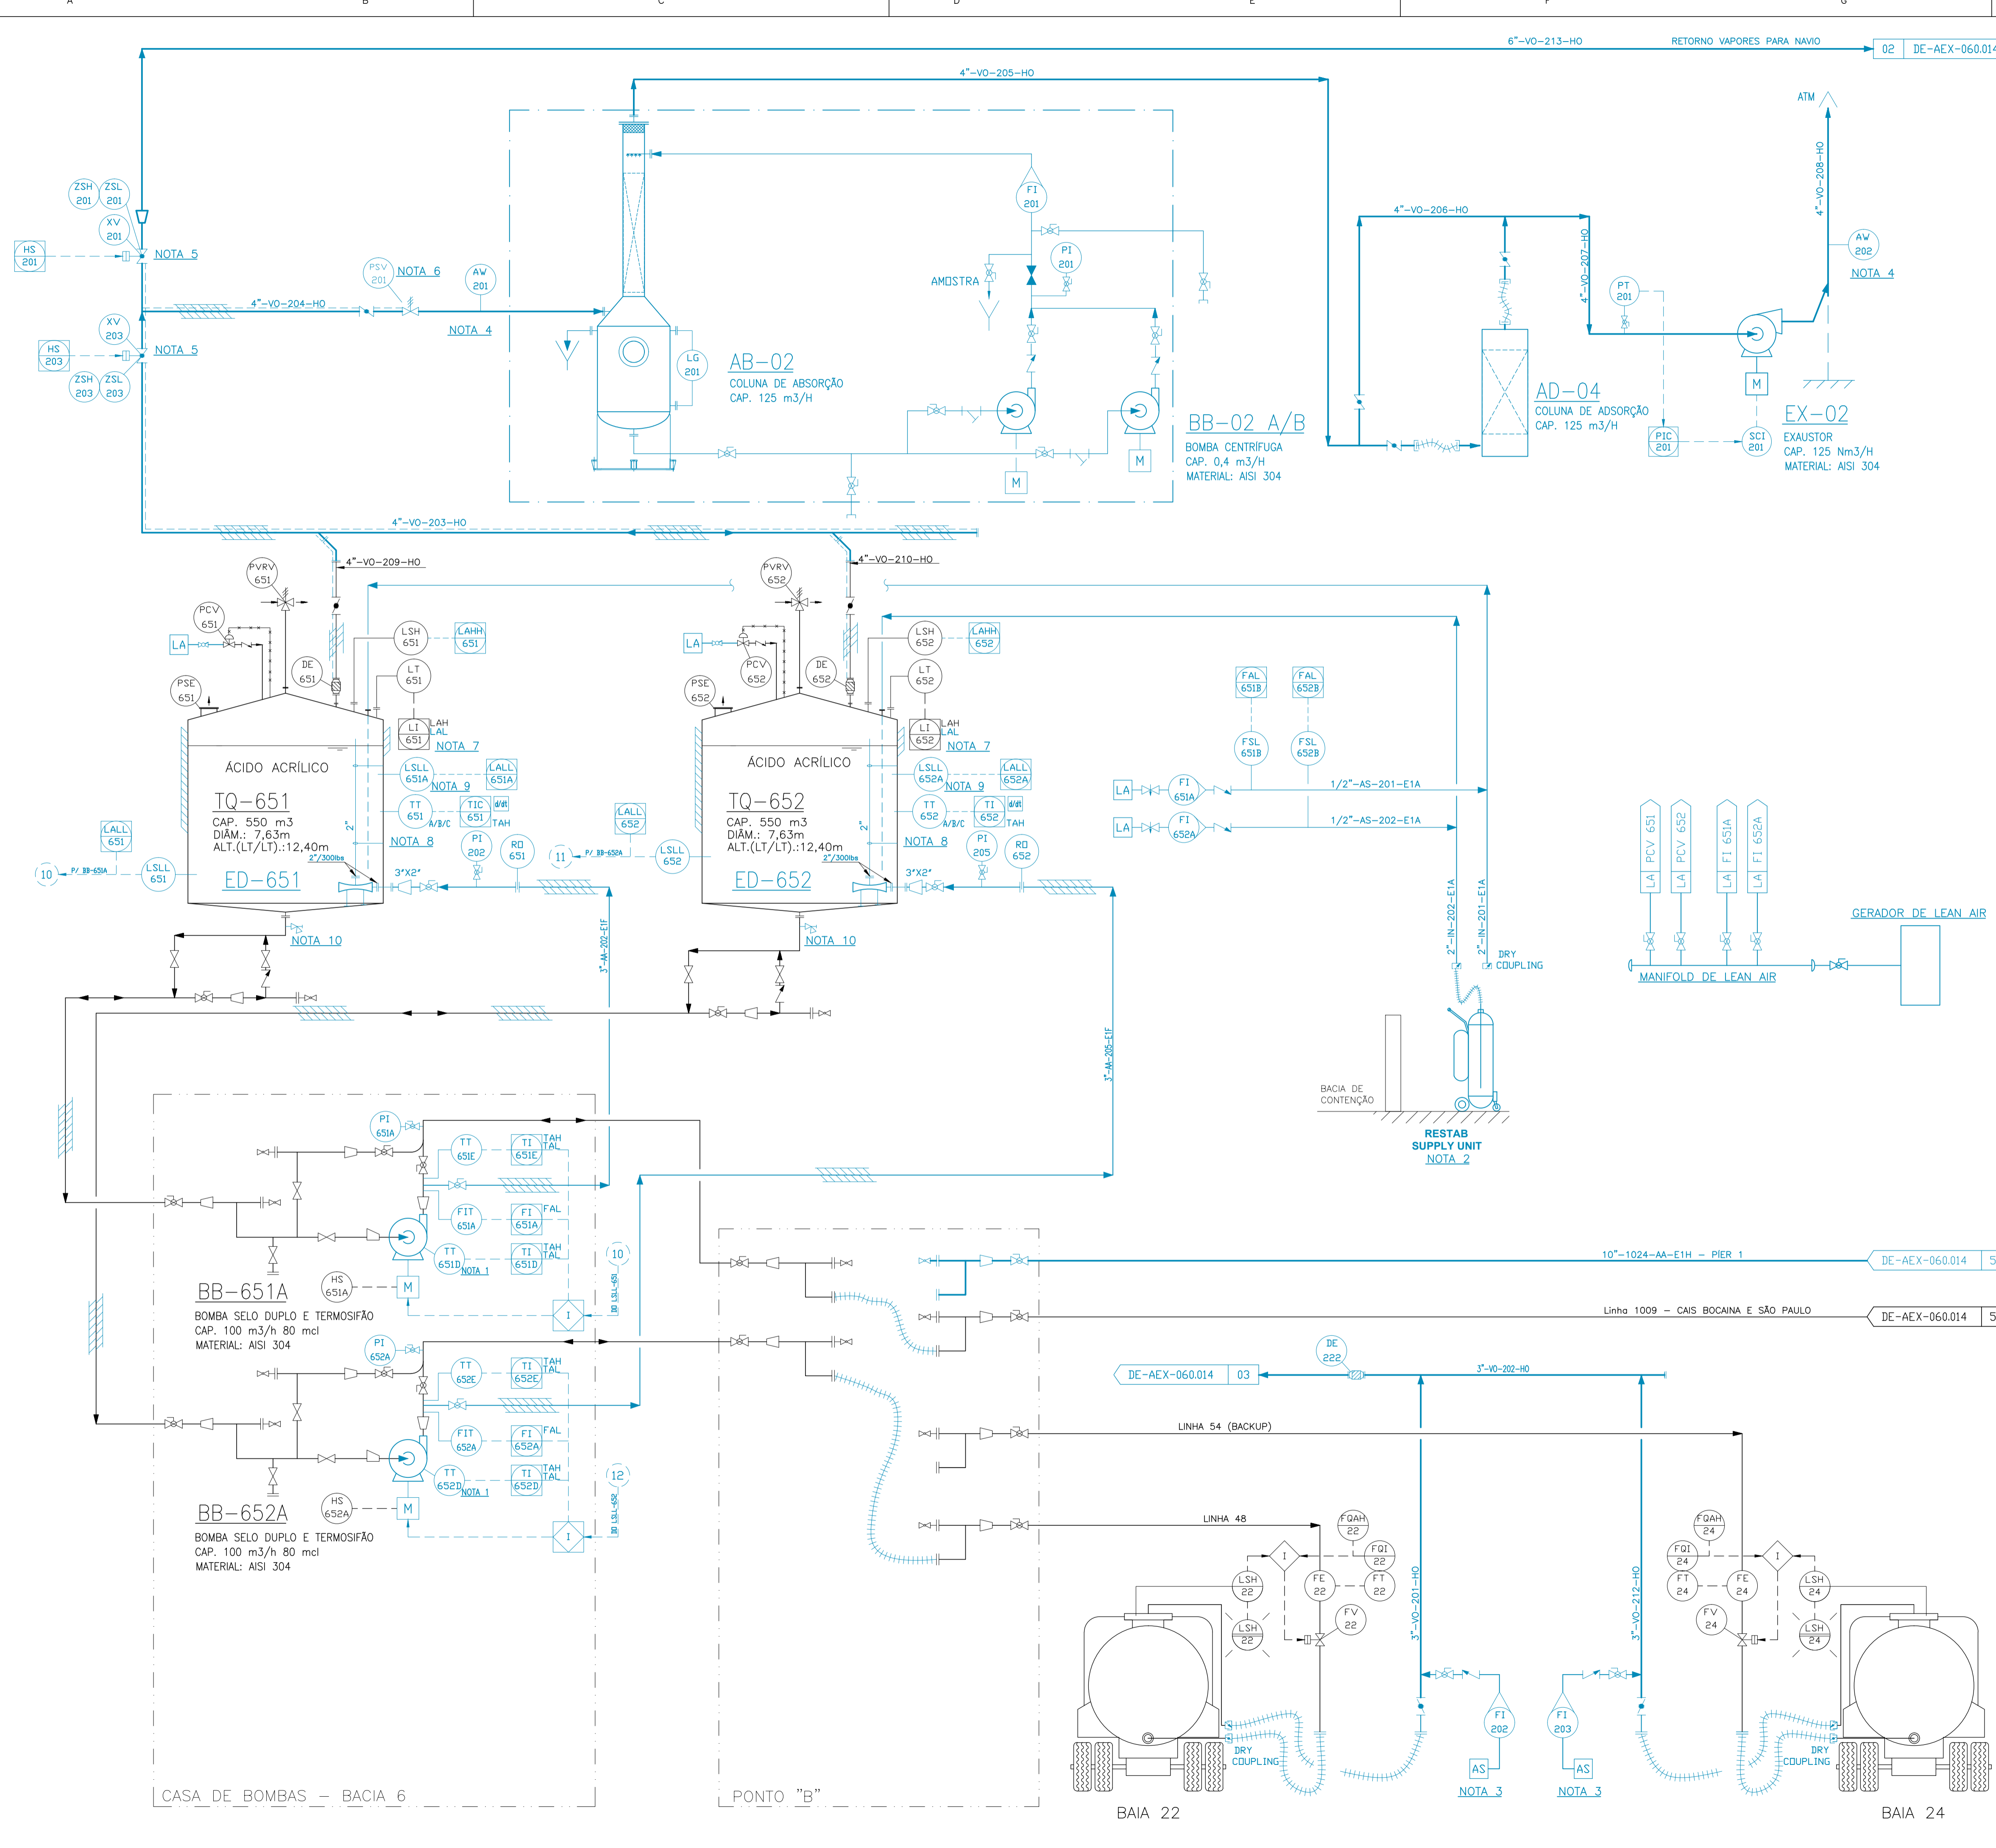 A B C D E F G
6"-VO-213-HO
RETORNO VAPORES PARA NAVIO
02 DE-AEX-060.014
4"-VO-205-HO
ATM
4"-VO-208-HO
ZSH 201
ZSL 201
XV 201
HS 201
NOTA 5
FI 201
4"-VO-206-HO
4"-VO-207-HO
AW 202
NOTA 4
PSV 201
NOTA 6
AW 201
PI 201
AMOSTRA
PT 201
4"-VO-204-HO
NOTA 4
XV 203
HS 203
NOTA 5
ZSH 203
ZSL 203
LG 201
AB-02
COLUNA DE ABSORÇÃO
CAP. 125 m3/H
M
M
BB-02 A/B
BOMBA CENTRÍFUGA
CAP. 0,4 m3/H
MATERIAL: AISI 304
AD-04
COLUNA DE ADSORÇÃO
CAP. 125 m3/H
M
PIC 201
SCI 201
EX-02
EXAUSTOR
CAP. 125 Nm3/H
MATERIAL: AISI 304
4"-VO-203-HO
4"-VO-209-HO
4"-VO-210-HO
PVRV 651
PCV 651
LA
PSE 651
DE 651
LSH 651
LAHH 651
LT 651
LI 651
LAH
LAL
NOTA 7
ÁCIDO ACRÍLICO
TQ-651
CAP. 550 m3
DIÂM.: 7,63m
ALT.(LT/LT).:12,40m
ED-651
2"
2"/300lbs
LSLL 651A
LALL 651A
NOTA 9
TT 651
A/B/C
TIC 651
d/dt
TAH
NOTA 8
PI 202
RO 651
3"X2"
LALL 651
LSLL 651
10
P/ BB-651A
NOTA 10
3"-AA-202-E1F
PVRV 652
PCV 652
LA
PSE 652
DE 652
LSH 652
LAHH 652
LT 652
LI 652
LAH
LAL
NOTA 7
ÁCIDO ACRÍLICO
TQ-652
CAP. 550 m3
DIÂM.: 7,63m
ALT.(LT/LT).:12,40m
ED-652
2"
2"/300lbs
LSLL 652A
LALL 652A
NOTA 9
TT 652
A/B/C
TI 652
d/dt
TAH
NOTA 8
PI 205
RO 652
3"X2"
LALL 652
LSLL 652
11
P/ BB-652A
NOTA 10
3"-AA-205-E1F
FAL 651B
FAL 652B
FSL 651B
FSL 652B
LA
FI 651A
1/2"-AS-201-E1A
LA
FI 652A
1/2"-AS-202-E1A
2"-IN-202-E1A
2"-IN-201-E1A
DRY COUPLING
LA PCV 651
LA PCV 652
LA FI 651A
LA FI 652A
GERADOR DE LEAN AIR
MANIFOLD DE LEAN AIR
BACIA DE CONTENÇÃO
RESTAB
SUPPLY UNIT
NOTA 2
PI 651A
TT 651E
TI 651E
TAH
TAL
FIT 651A
FI 651A
FAL
TT 651D
NOTA 1
TI 651D
TAH
TAL
HS 651A
M
I
10
DO LSLL-651
BB-651A
BOMBA SELO DUPLO E TERMOSIFÃO
CAP. 100 m3/h 80 mcl
MATERIAL: AISI 304
PI 652A
TT 652E
TI 652E
TAH
TAL
FIT 652A
FI 652A
FAL
TT 652D
NOTA 1
TI 652D
TAH
TAL
HS 652A
M
I
12
DO LSLL-652
BB-652A
BOMBA SELO DUPLO E TERMOSIFÃO
CAP. 100 m3/h 80 mcl
MATERIAL: AISI 304
CASA DE BOMBAS - BACIA 6
PONTO "B"
10"-1024-AA-E1H - PÍER 1
DE-AEX-060.014 5
Linha 1009 - CAIS BOCAINA E SÃO PAULO
DE-AEX-060.014 5
DE 222
DE-AEX-060.014 03
3"-VO-202-HO
LINHA 54 (BACKUP)
LINHA 48
FQAH 22
FQI 22
FT 22
FE 22
FV 22
I
LSH 22
LSH 22
3"-VO-201-HO
3"-VO-212-HO
FQAH 24
FQI 24
FT 24
FE 24
FV 24
I
LSH 24
LSH 24
FI 202
FI 203
AS
AS
NOTA 3
NOTA 3
DRY COUPLING
DRY COUPLING
BAIA 22
BAIA 24